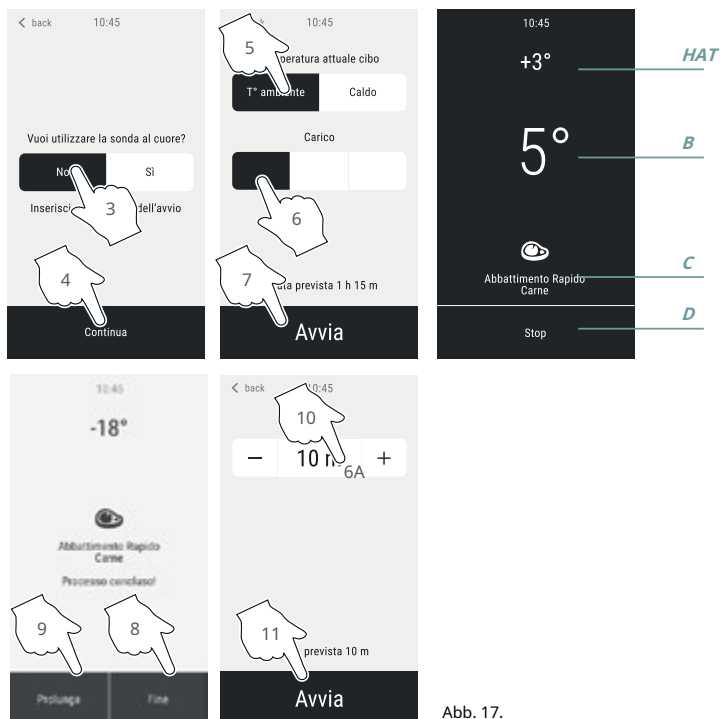 back 10:45
Vuoi utilizzare la sonda al cuore?
No Sì
Inserisci dell'avvio
3
4
Continua
10:45
5
peratura attuale cibo
T° ambiente Caldo
Carico
6
7
ata prevista 1 h 15 m
Avvia
10:45
+3°
HAT
5°
B
Abbattimento Rapido
Carne
C
Stop
D
10:45
-18°
Abbattimento Rapido
Carne
Processo concluso!
9 8
Prolunga Fine
back 0:45
10
− 10 m +
6A
11
prevista 10 m
Avvia
Abb. 17.